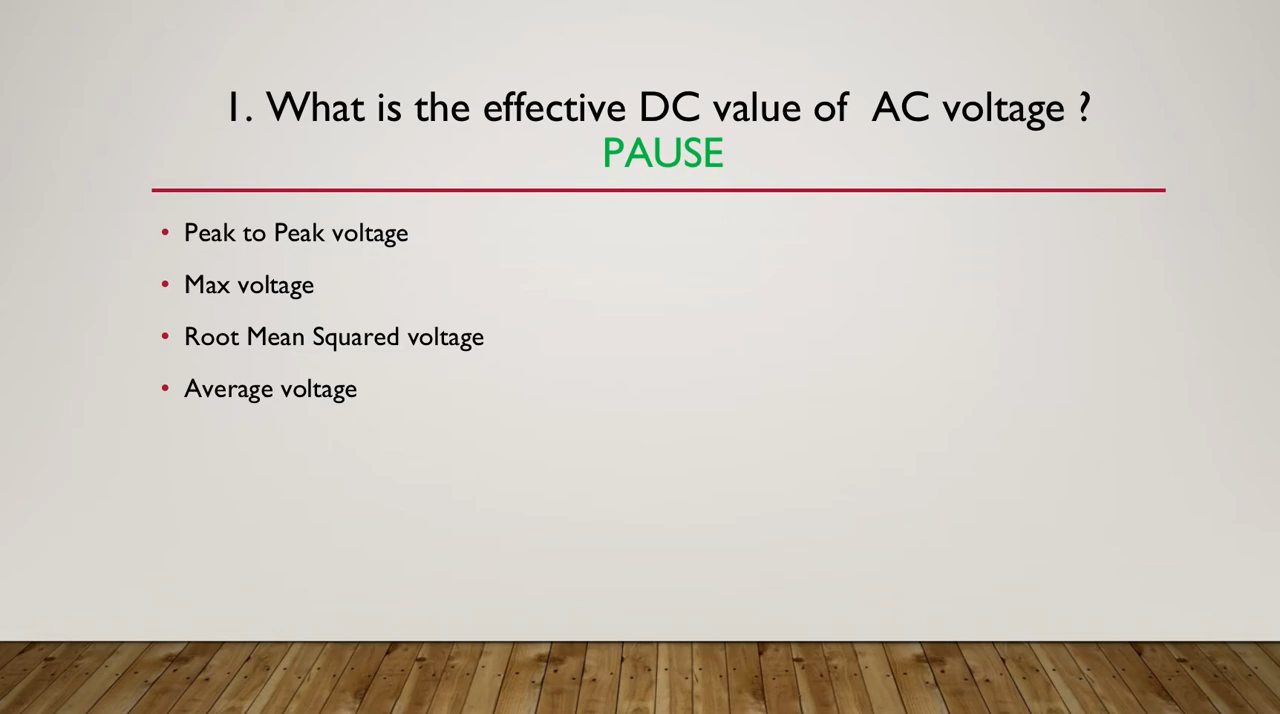 1. What is the effective DC value of  AC voltage ?
PAUSE
• Peak to Peak voltage
• Max voltage
• Root Mean Squared voltage
• Average voltage